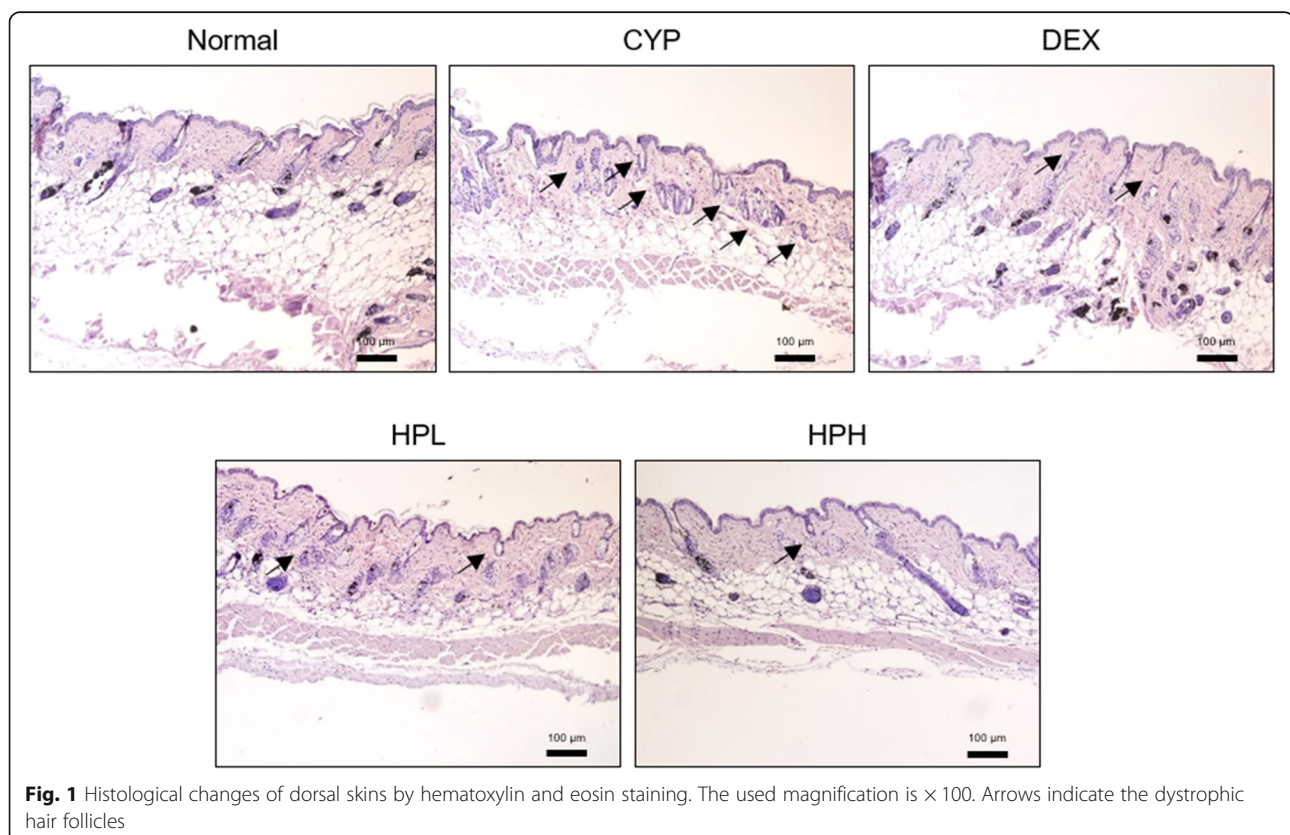 Normal
CYP
DEX
100 μm
100 μm
100 μm
HPL
HPH
100 μm
100 μm
Fig. 1 Histological changes of dorsal skins by hematoxylin and eosin staining. The used magnification is × 100. Arrows indicate the dystrophic
hair follicles